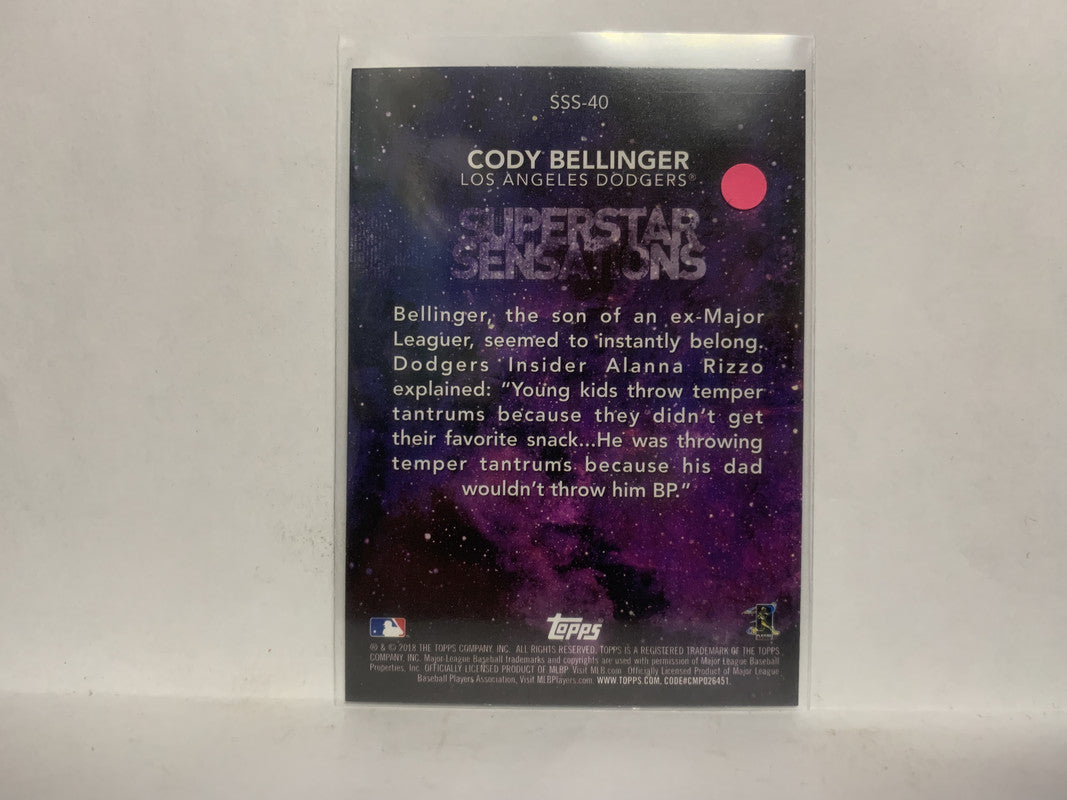 SSS-40
CODY BELLINGER
LOS ANGELES DODGERS®
SUPERSTAR
SENSATIONS
Bellinger, the son of an ex-Major
Leaguer, seemed to instantly belong.
Dodgers Insider Alanna Rizzo
explained: "Young kids throw temper
tantrums because they didn't get
their favorite snack...He was throwing
temper tantrums because his dad
wouldn't throw him BP."
topps
® & © 2018 THE TOPPS COMPANY, INC. ALL RIGHTS RESERVED. TOPPS IS A REGISTERED TRADEMARK OF THE TOPPS
COMPANY, INC. Major League Baseball trademarks and copyrights are used with permission of Major League Baseball
Properties, Inc. OFFICIALLY LICENSED PRODUCT OF MLBP. Visit MLB.com. Officially Licensed Product of Major League
Baseball Players Association, Visit MLBPlayers.com. WWW.TOPPS.COM. CODE#CMP026451.